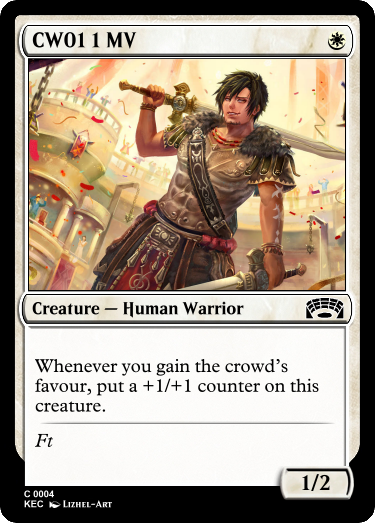 CW01 1 MV
Creature — Human Warrior
Whenever you gain the crowd's
favour, put a +1/+1 counter on this
creature.
Ft
1/2
C 0004
KEC Lizhel-Art